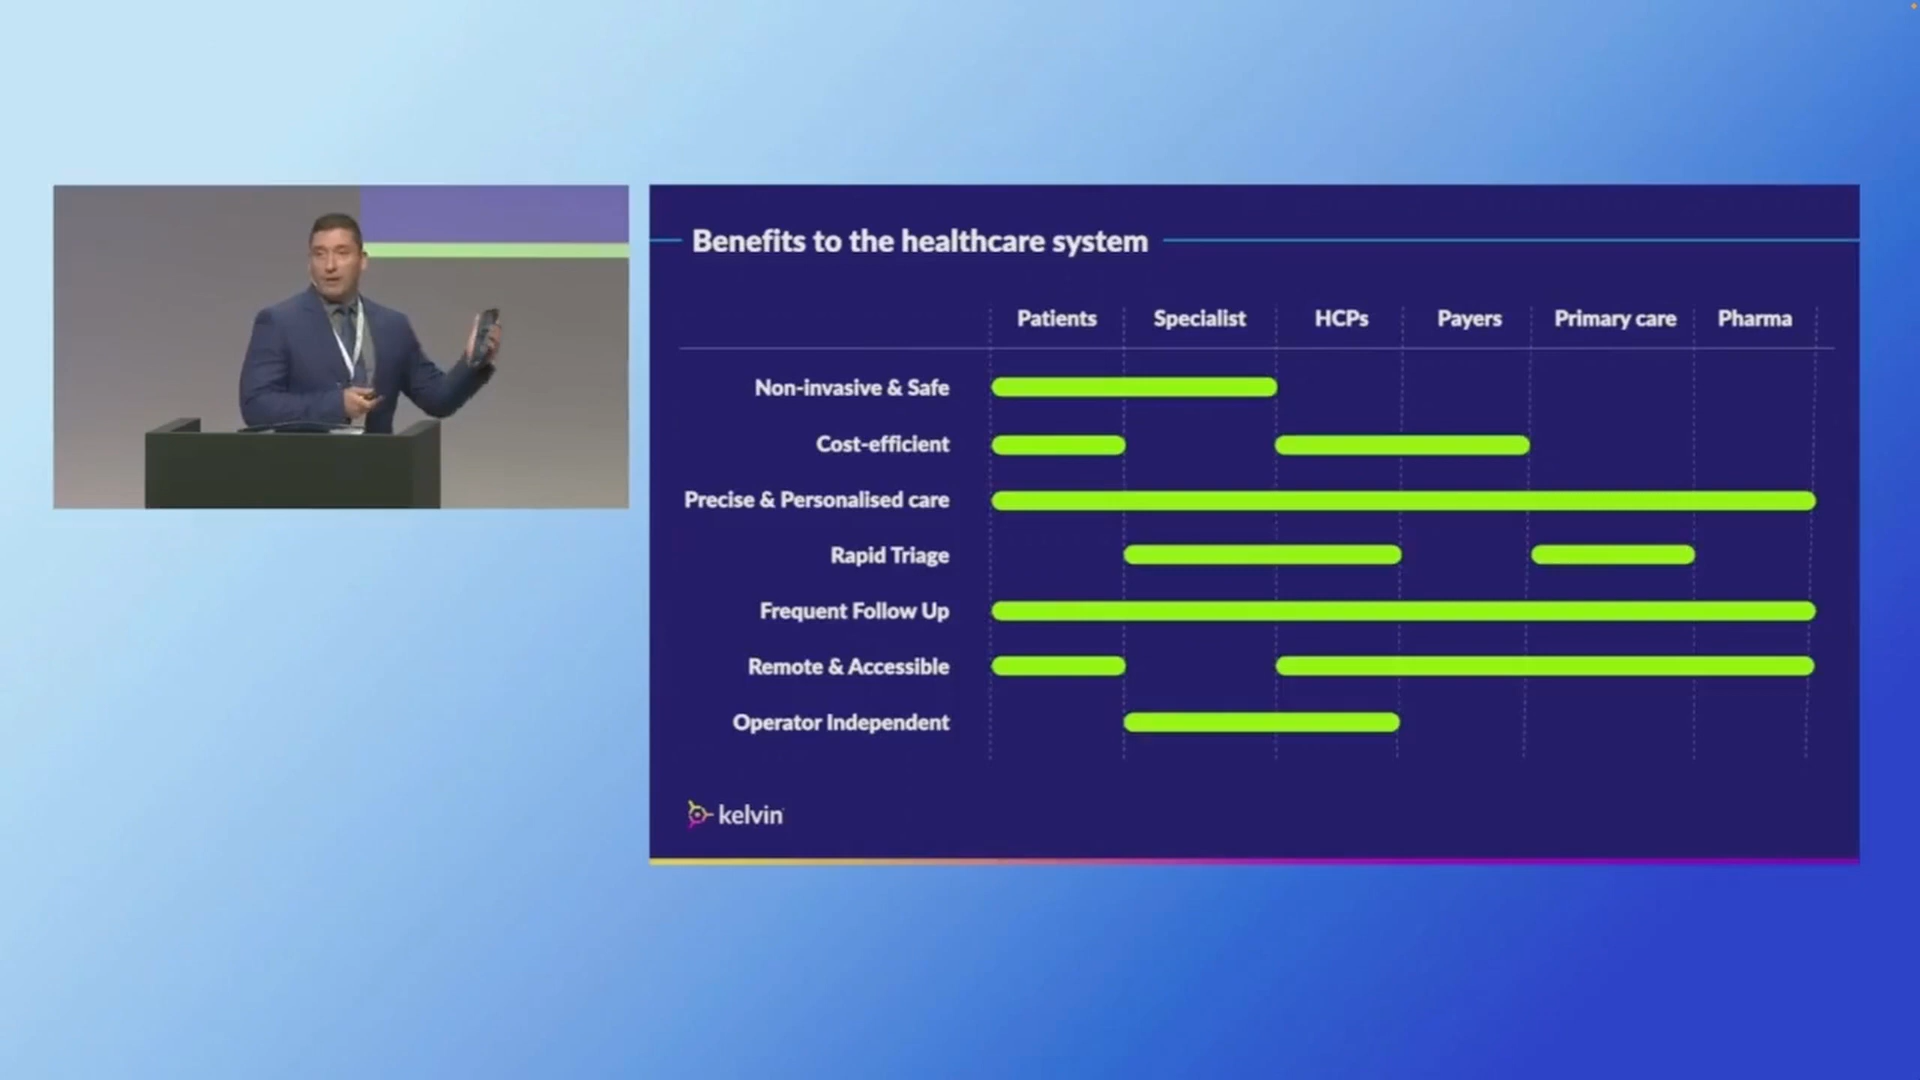 Benefits to the healthcare system
Patients Specialist HCPs Payers Primary care Pharma
Non-invasive & Safe
Cost-efficient
Precise & Personalised care
Rapid Triage
Frequent Follow Up
Remote & Accessible
Operator Independent
kelvin